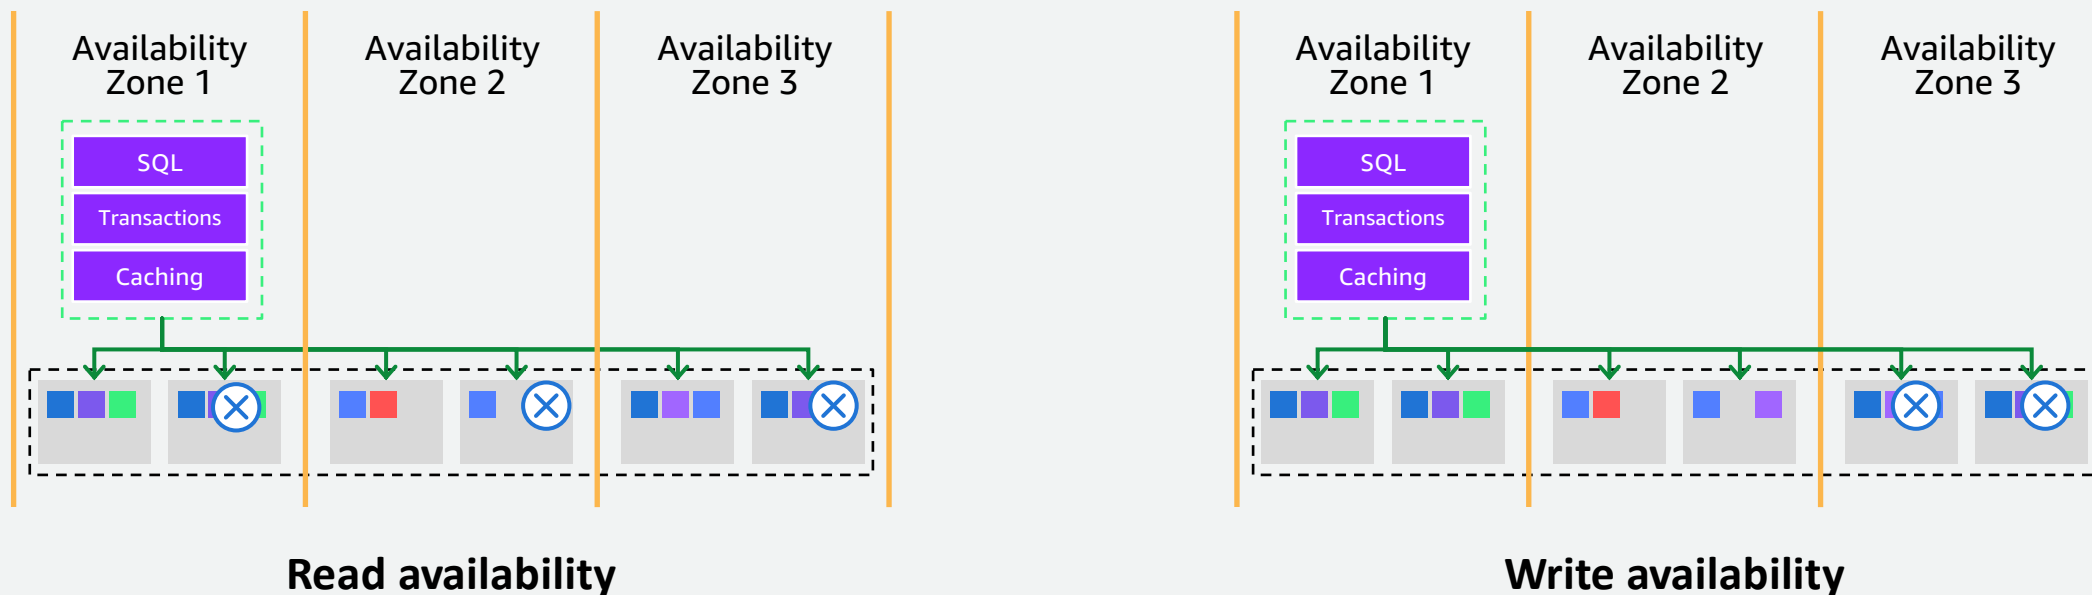 Availability
Zone 1
Availability
Zone 2
Availability
Zone 3
SQL
Transactions
Caching
Read availability
Availability
Zone 1
Availability
Zone 2
Availability
Zone 3
SQL
Transactions
Caching
Write availability